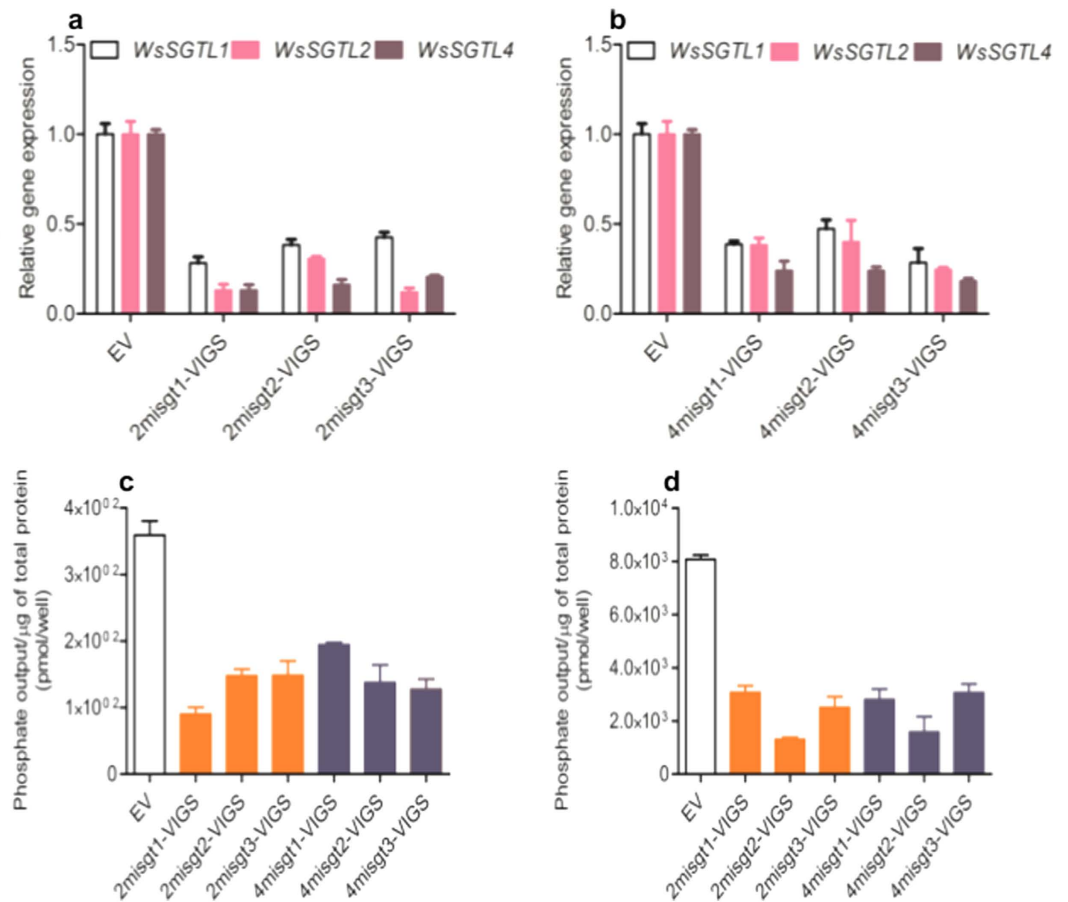 a
1.5
WsSGTL1 WsSGTL2 WsSGTL4
1.0
0.5
0.0
Relative gene expression
EV
2misgt1-VIGS
2misgt2-VIGS
2misgt3-VIGS
b
1.5
WsSGTL1 WsSGTL2 WsSGTL4
1.0
0.5
0.0
Relative gene expression
EV
4misgt1-VIGS
4misgt2-VIGS
4misgt3-VIGS
c
4x10⁰²
3x10⁰²
2x10⁰²
1x10⁰²
0
Phosphate output/µg of total protein
(pmol/well)
EV
2misgt1-VIGS
2misgt2-VIGS
2misgt3-VIGS
4misgt1-VIGS
4misgt2-VIGS
4misgt3-VIGS
d
1.0x10⁴
8.0x10³
6.0x10³
4.0x10³
2.0x10³
0
Phosphate output/µg of total protein
(pmol/well)
EV
2misgt1-VIGS
2misgt2-VIGS
2misgt3-VIGS
4misgt1-VIGS
4misgt2-VIGS
4misgt3-VIGS